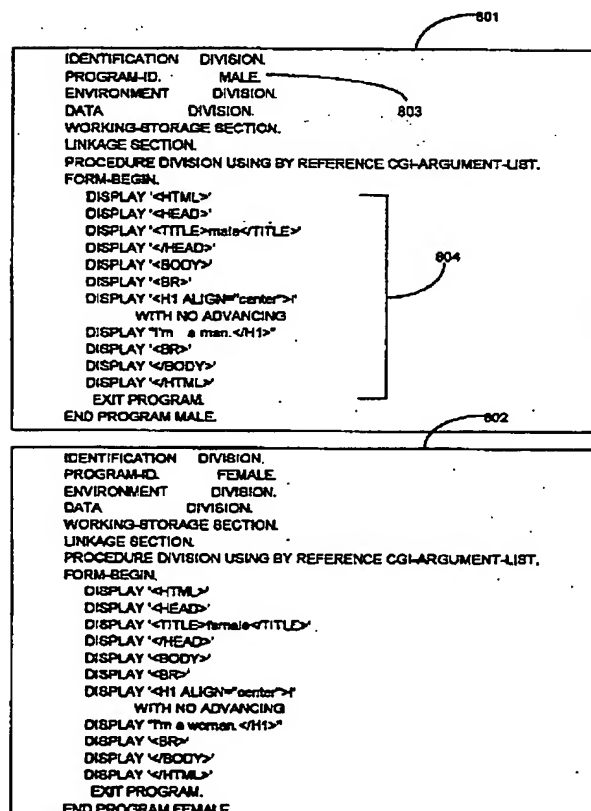 801
IDENTIFICATION DIVISION.
PROGRAM-ID. MALE.
ENVIRONMENT DIVISION.
DATA DIVISION.
803
WORKING-STORAGE SECTION.
LINKAGE SECTION.
PROCEDURE DIVISION USING BY REFERENCE CGI-ARGUMENT-LIST.
FORM-BEGIN.
DISPLAY '<HTML>'
DISPLAY '<HEAD>'
DISPLAY '<TITLE>male</TITLE>'
DISPLAY '</HEAD>'
DISPLAY '<BODY>'
804
DISPLAY '<BR>'
DISPLAY '<H1 ALIGN="center">'
WITH NO ADVANCING
DISPLAY "I'm a man.</H1>"
DISPLAY '<BR>'
DISPLAY '</BODY>'
DISPLAY '</HTML>'
EXIT PROGRAM.
END PROGRAM MALE.
802
IDENTIFICATION DIVISION.
PROGRAM-ID. FEMALE.
ENVIRONMENT DIVISION.
DATA DIVISION.
WORKING-STORAGE SECTION.
LINKAGE SECTION.
PROCEDURE DIVISION USING BY REFERENCE CGI-ARGUMENT-LIST.
FORM-BEGIN.
DISPLAY '<HTML>'
DISPLAY '<HEAD>'
DISPLAY '<TITLE>female</TITLE>'
DISPLAY '</HEAD>'
DISPLAY '<BODY>'
DISPLAY '<BR>'
DISPLAY '<H1 ALIGN="center">'
WITH NO ADVANCING
DISPLAY "I'm a woman.</H1>"
DISPLAY '<BR>'
DISPLAY '</BODY>'
DISPLAY '</HTML>'
EXIT PROGRAM.
END PROGRAM FEMALE.